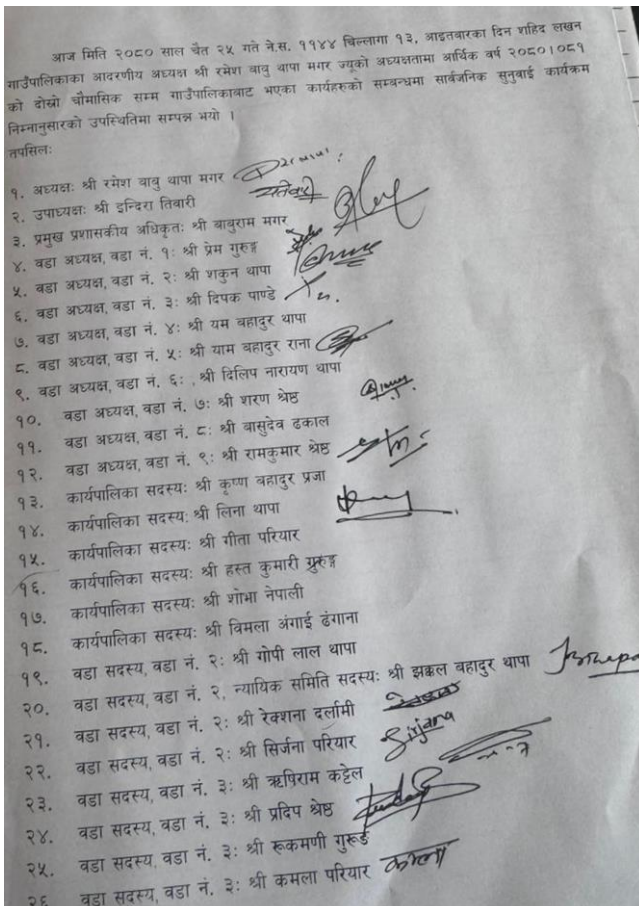 आज मिति २०८० साल चैत २५ गते ने.स. ११४४ चिल्लागा १३, आइतबारका दिन शहिद लखन
गाउँपालिकाका आदरणीय अध्यक्ष श्री रमेश बाबु थापा मगर ज्यूको अध्यक्षतामा आर्थिक वर्ष २०८०।०८१
को दोस्रो चौमासिक सम्म गाउँपालिकाबाट भएका कार्यहरुको सम्बन्धमा सार्वजनिक सुनुवाई कार्यक्रम
निम्नानुसारको उपस्थितिमा सम्पन्न भयो ।
तपसिलः
१. अध्यक्षः श्री रमेश बाबु थापा मगर
२. उपाध्यक्षः श्री इन्दिरा तिवारी
३. प्रमुख प्रशासकीय अधिकृतः श्री बाबुराम मगर
४. वडा अध्यक्ष, वडा नं. १ः श्री प्रेम गुरुङ्ग
५. वडा अध्यक्ष, वडा नं. २ः श्री शकुन थापा
६. वडा अध्यक्ष, वडा नं. ३ः श्री दिपक पाण्डे
७. वडा अध्यक्ष, वडा नं. ४ः श्री यम बहादुर थापा
८. वडा अध्यक्ष, वडा नं. ५ः श्री याम बहादुर राना
९. वडा अध्यक्ष, वडा नं. ६ः , श्री दिलिप नारायण थापा
१०. वडा अध्यक्ष, वडा नं. ७ः श्री शरण श्रेष्ठ
११. वडा अध्यक्ष, वडा नं. ८ः श्री बासुदेव ढकाल
१२. वडा अध्यक्ष, वडा नं. ९ः श्री रामकुमार श्रेष्ठ
१३. कार्यपालिका सदस्यः श्री कृष्ण बहादुर प्रजा
१४. कार्यपालिका सदस्यः श्री लिना थापा
१५. कार्यपालिका सदस्यः श्री गीता परियार
१६. कार्यपालिका सदस्यः श्री हस्त कुमारी गुरुङ्ग
१७. कार्यपालिका सदस्यः श्री शोभा नेपाली
१८. कार्यपालिका सदस्यः श्री विमला अंगाई ढंगाना
१९. वडा सदस्य, वडा नं. २ः श्री गोपी लाल थापा
२०. वडा सदस्य, वडा नं. २, न्यायिक समिति सदस्यः श्री झक्कल बहादुर थापा
२१. वडा सदस्य, वडा नं. २ः श्री रेक्शना दर्लामी
२२. वडा सदस्य, वडा नं. २ः श्री सिर्जना परियार Sirjana
२३. वडा सदस्य, वडा नं. ३ः श्री ऋषिराम कट्टेल
२४. वडा सदस्य, वडा नं. ३ः श्री प्रदिप श्रेष्ठ
२५. वडा सदस्य, वडा नं. ३ः श्री रूकमणी गुरूङ
२६ वडा सदस्य, वडा नं. ३ः श्री कमला परियार कमला